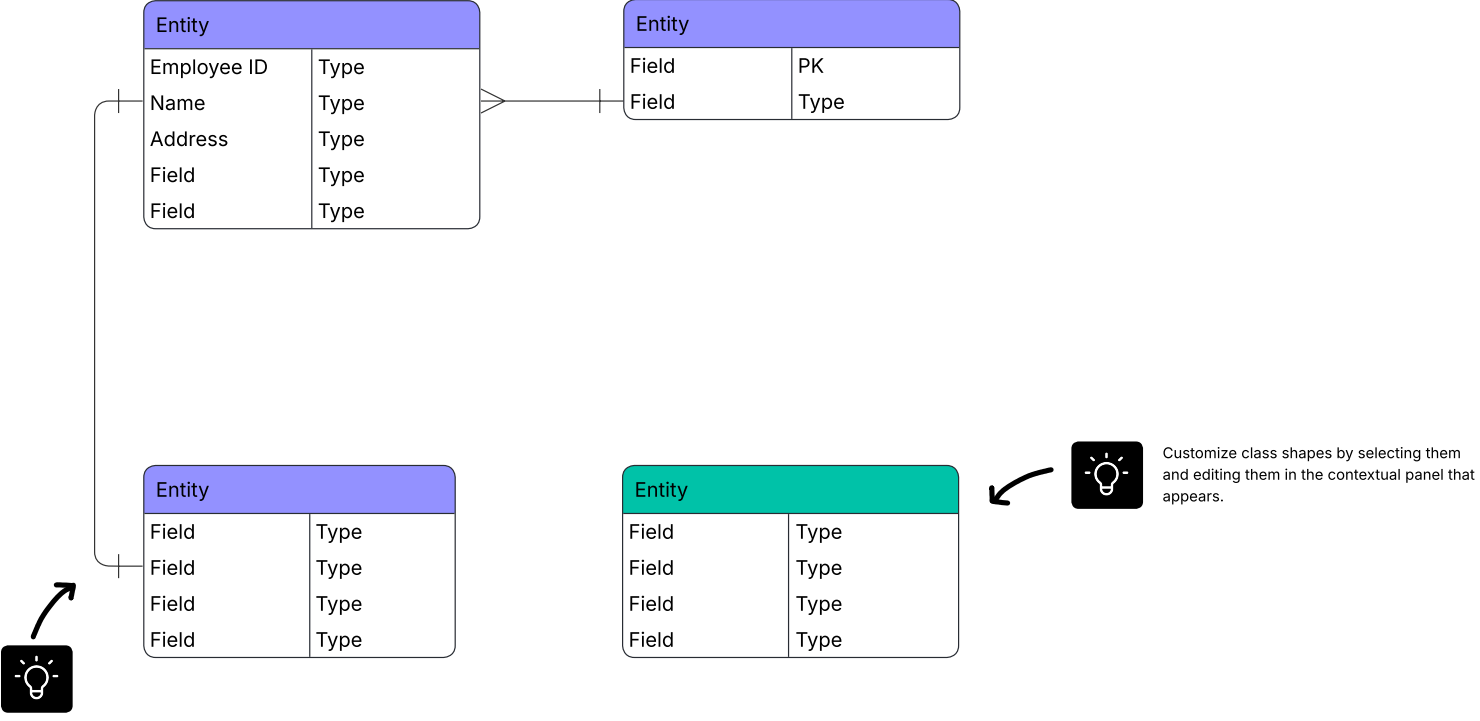 Entity
Employee ID Type
Name Type
Address Type
Field Type
Field Type
Entity
Field PK
Field Type
Entity
Field Type
Field Type
Field Type
Field Type
Entity
Field Type
Field Type
Field Type
Field Type
Customize class shapes by selecting them
and editing them in the contextual panel that
appears.